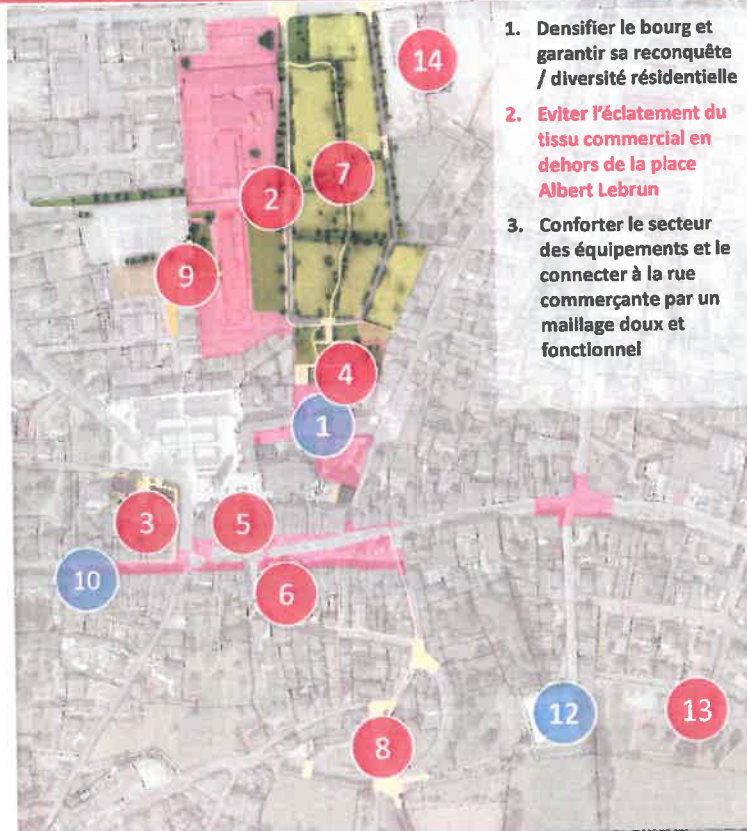 1. Densifier le bourg et
garantir sa reconquête
/ diversité résidentielle
2. Eviter l'éclatement du
tissu commercial en
dehors de la place
Albert Lebrun
3. Conforter le secteur
des équipements et le
connecter à la rue
commerçante par un
maillage doux et
fonctionnel
14
7
2
9
4
1
3
5
10
6
12
13
8